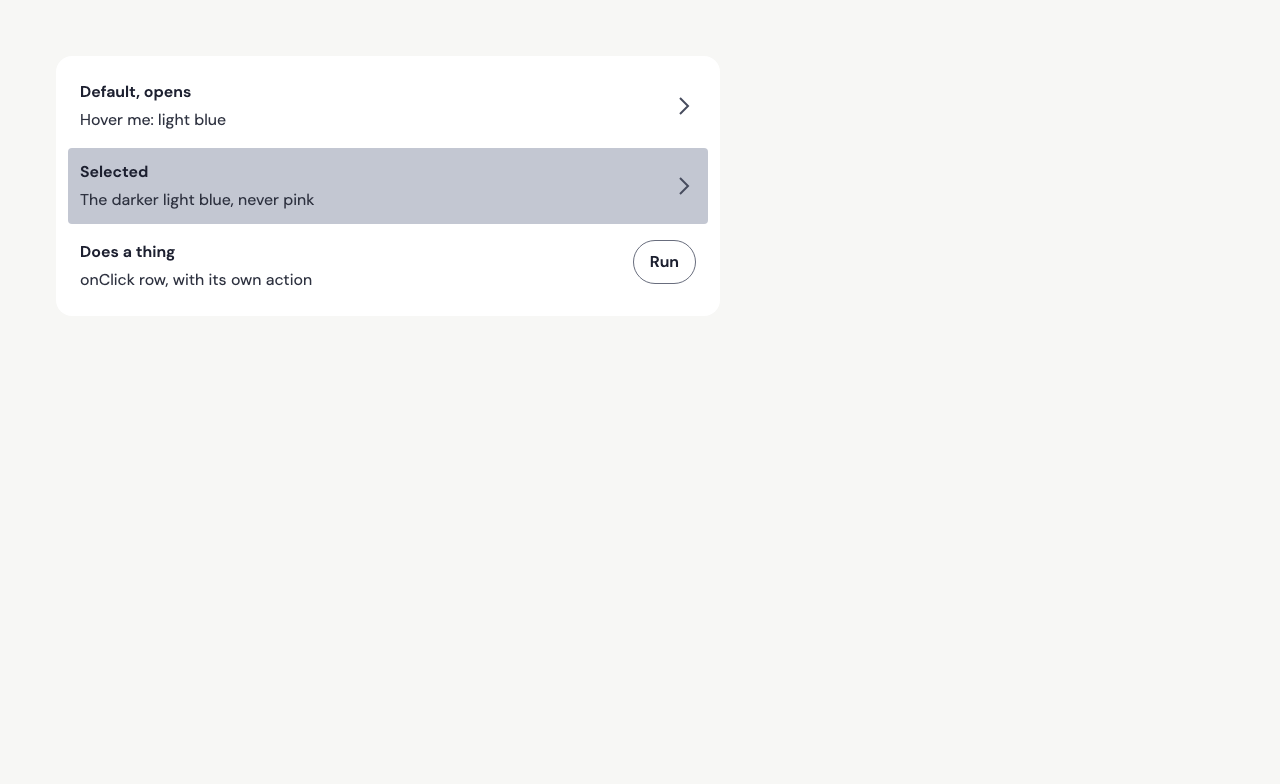 Default, opens
Hover me: light blue
Selected
The darker light blue, never pink
Does a thing
onClick row, with its own action
Run